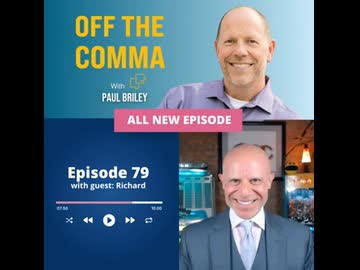 OFF THE
COMMA
With
PAUL BRILEY
ALL NEW EPISODE
Episode 79
with guest: Richard
07:50
10:00